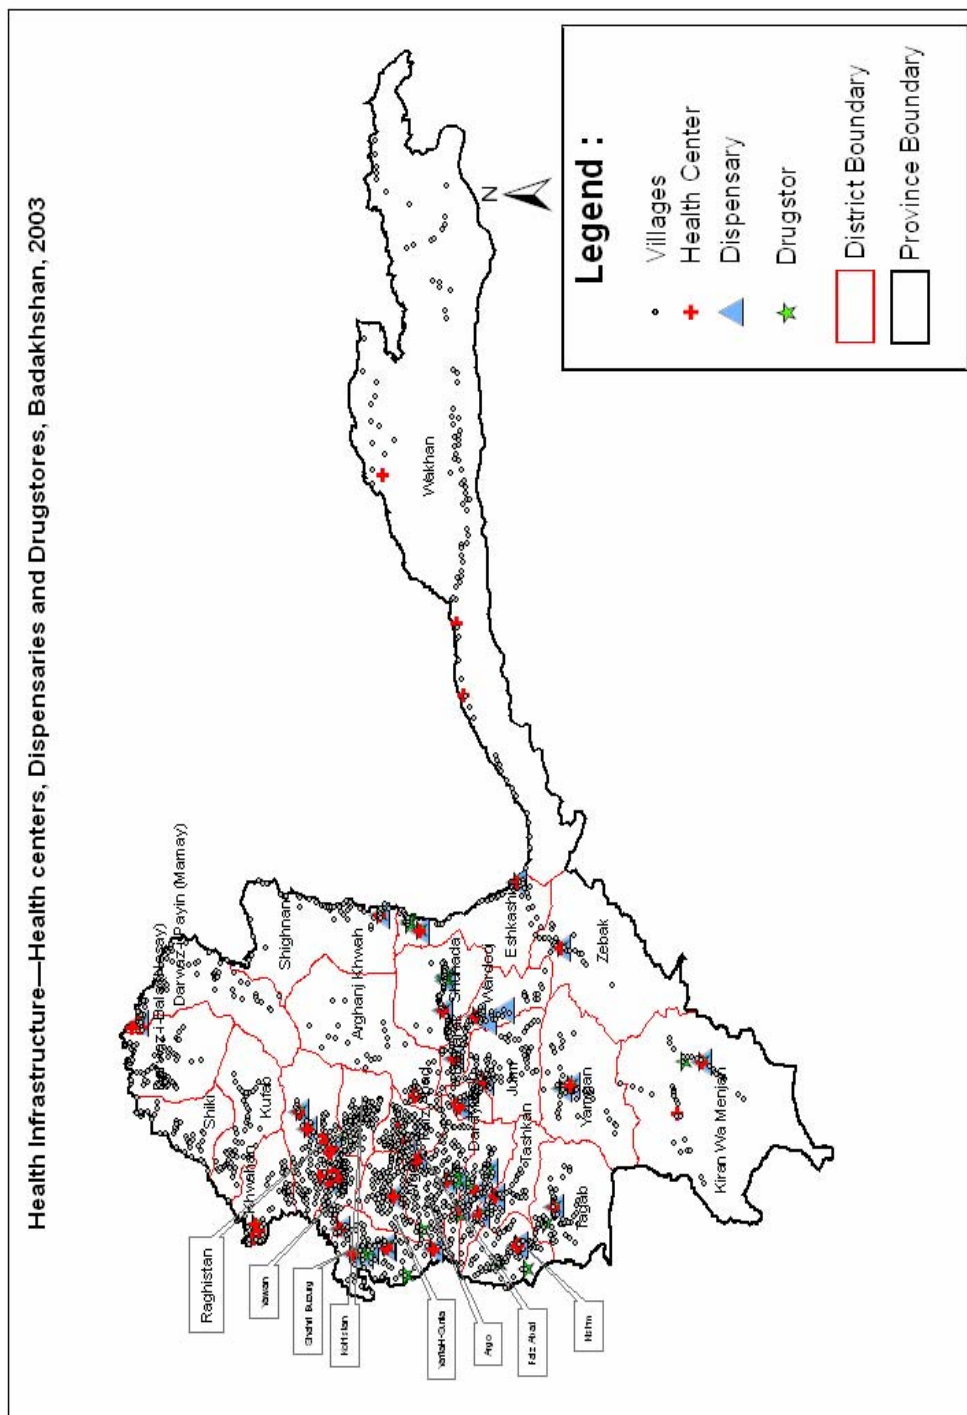 Health Infrastructure—Health centers, Dispensaries and Drugstores, Badakhshan, 2003
Darwaz-i-Payin (Mamay)
Shiki
Kufab
Khwahan
Shighnan
Arghanj Khwah
Raghistan
Yawan
Kohistan
Argo
Faiz Abad
Shuhada
Wardooj
Eshkashim
Jurm
Tashkan
Yamgan
Zebak
Tagab
Kiran Wa Menjan
Wakhan
N
Legend :
Villages
Health Center
Dispensary
Drugstor
District Boundary
Province Boundary